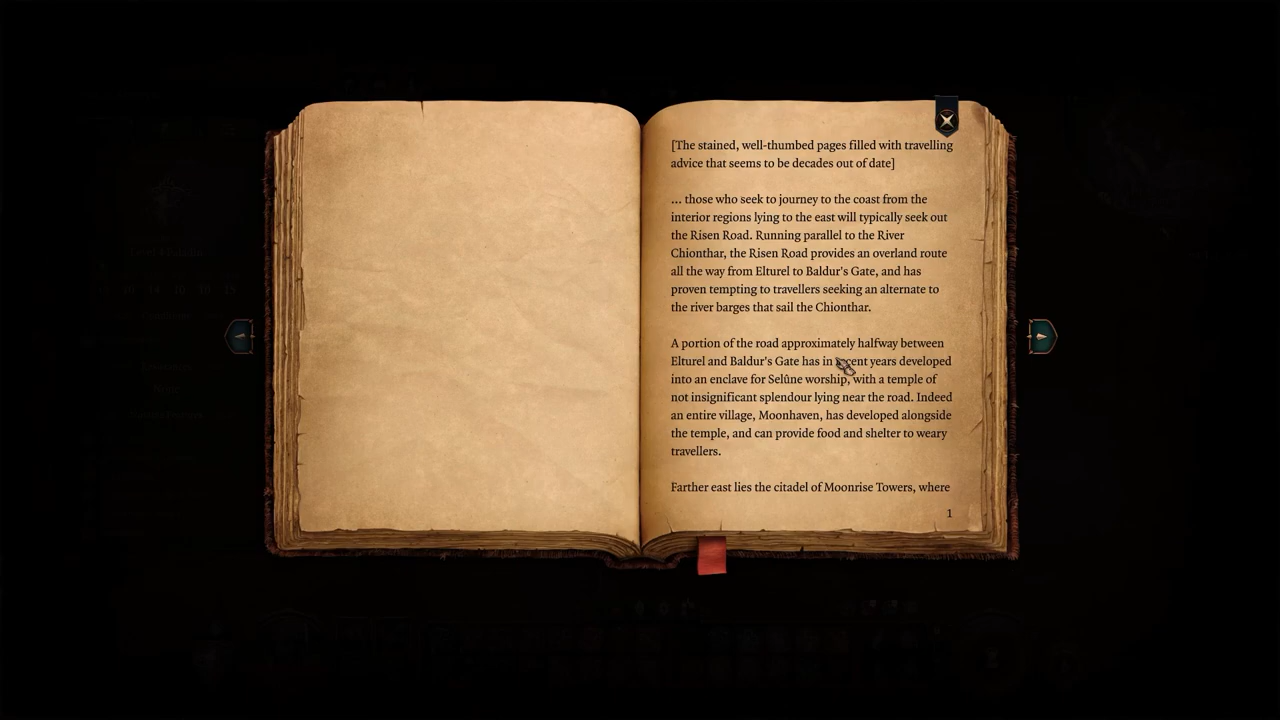 [The stained, well-thumbed pages filled with travelling
advice that seems to be decades out of date]
... those who seek to journey to the coast from the
interior regions lying to the east will typically seek out
the Risen Road. Running parallel to the River
Chionthar, the Risen Road provides an overland route
all the way from Elturel to Baldur's Gate, and has
proven tempting to travellers seeking an alternate to
the river barges that sail the Chionthar.
A portion of the road approximately halfway between
Elturel and Baldur's Gate has in recent years developed
into an enclave for Selûne worship, with a temple of
not insignificant splendour lying near the road. Indeed
an entire village, Moonhaven, has developed alongside
the temple, and can provide food and shelter to weary
travellers.
Farther east lies the citadel of Moonrise Towers, where
1